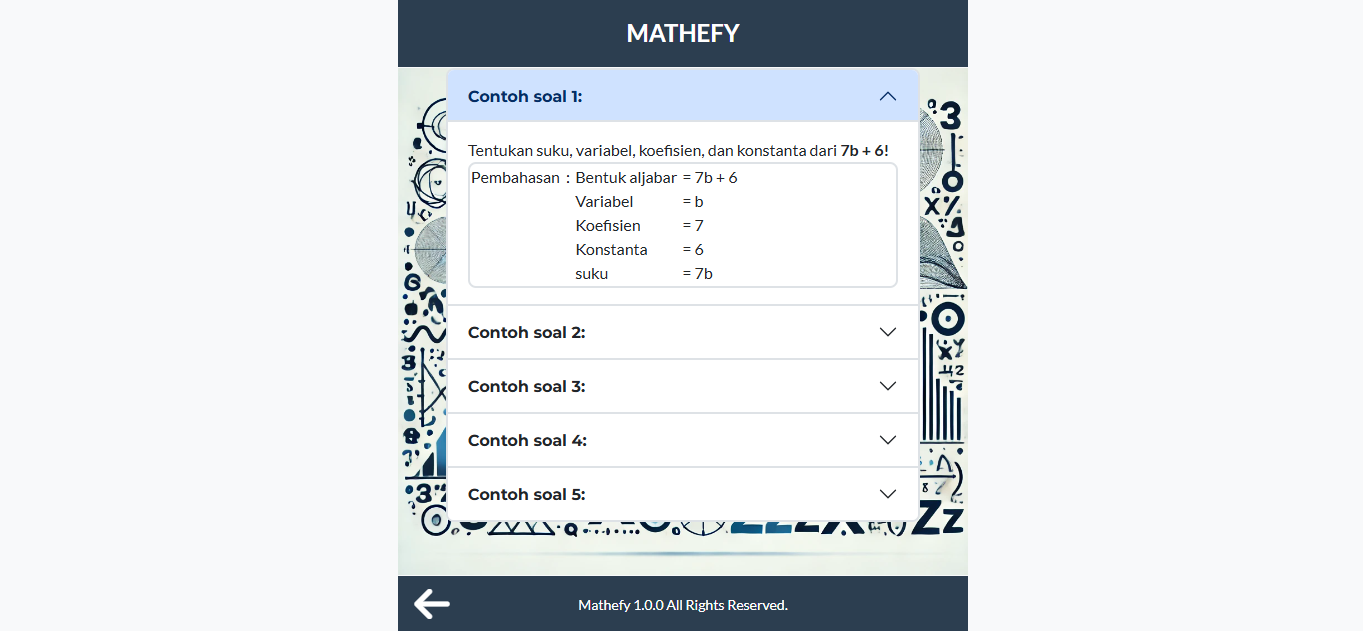 MATHEFY
Contoh soal 1:
Tentukan suku, variabel, koefisien, dan konstanta dari 7b + 6!
Pembahasan : Bentuk aljabar = 7b + 6
Variabel = b
Koefisien = 7
Konstanta = 6
suku = 7b
Contoh soal 2:
Contoh soal 3:
Contoh soal 4:
Contoh soal 5:
Mathefy 1.0.0 All Rights Reserved.